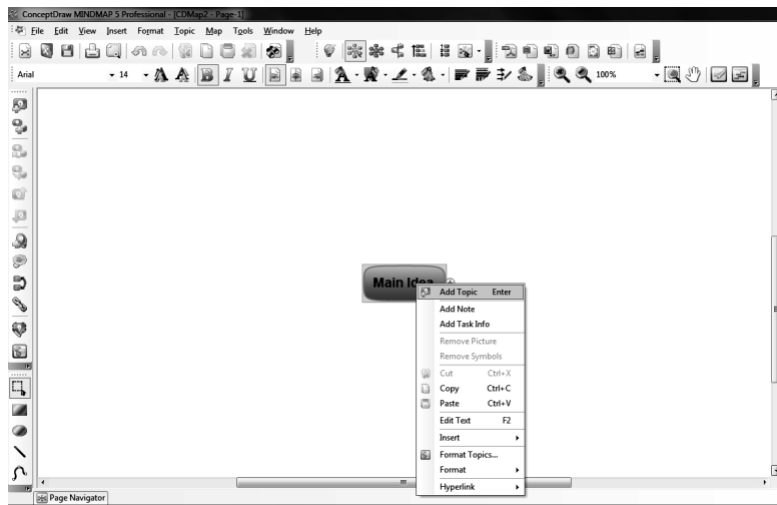 ConceptDraw MINDMAP 5 Professional - [CDMap2 - Page-1]
File Edit View Insert Format Topic Map Tools Window Help
Arial 14 B I U 100%
Main Idea
Add Topic Enter
Add Note
Add Task Info
Remove Picture
Remove Symbols
Cut Ctrl+X
Copy Ctrl+C
Paste Ctrl+V
Edit Text F2
Insert
Format Topics...
Format
Hyperlink
Page Navigator